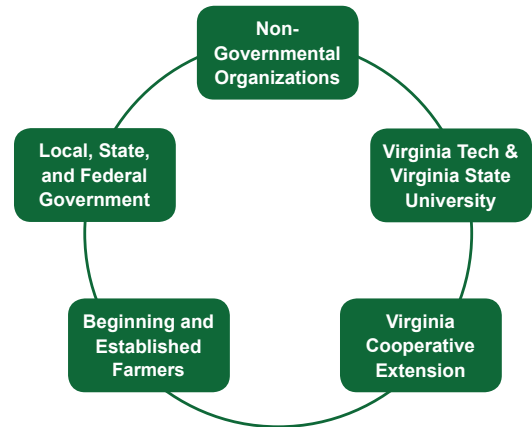 Non-
Governmental
Organizations
Local, State,
and Federal
Government
Virginia Tech &
Virginia State
University
Beginning and
Established
Farmers
Virginia
Cooperative
Extension